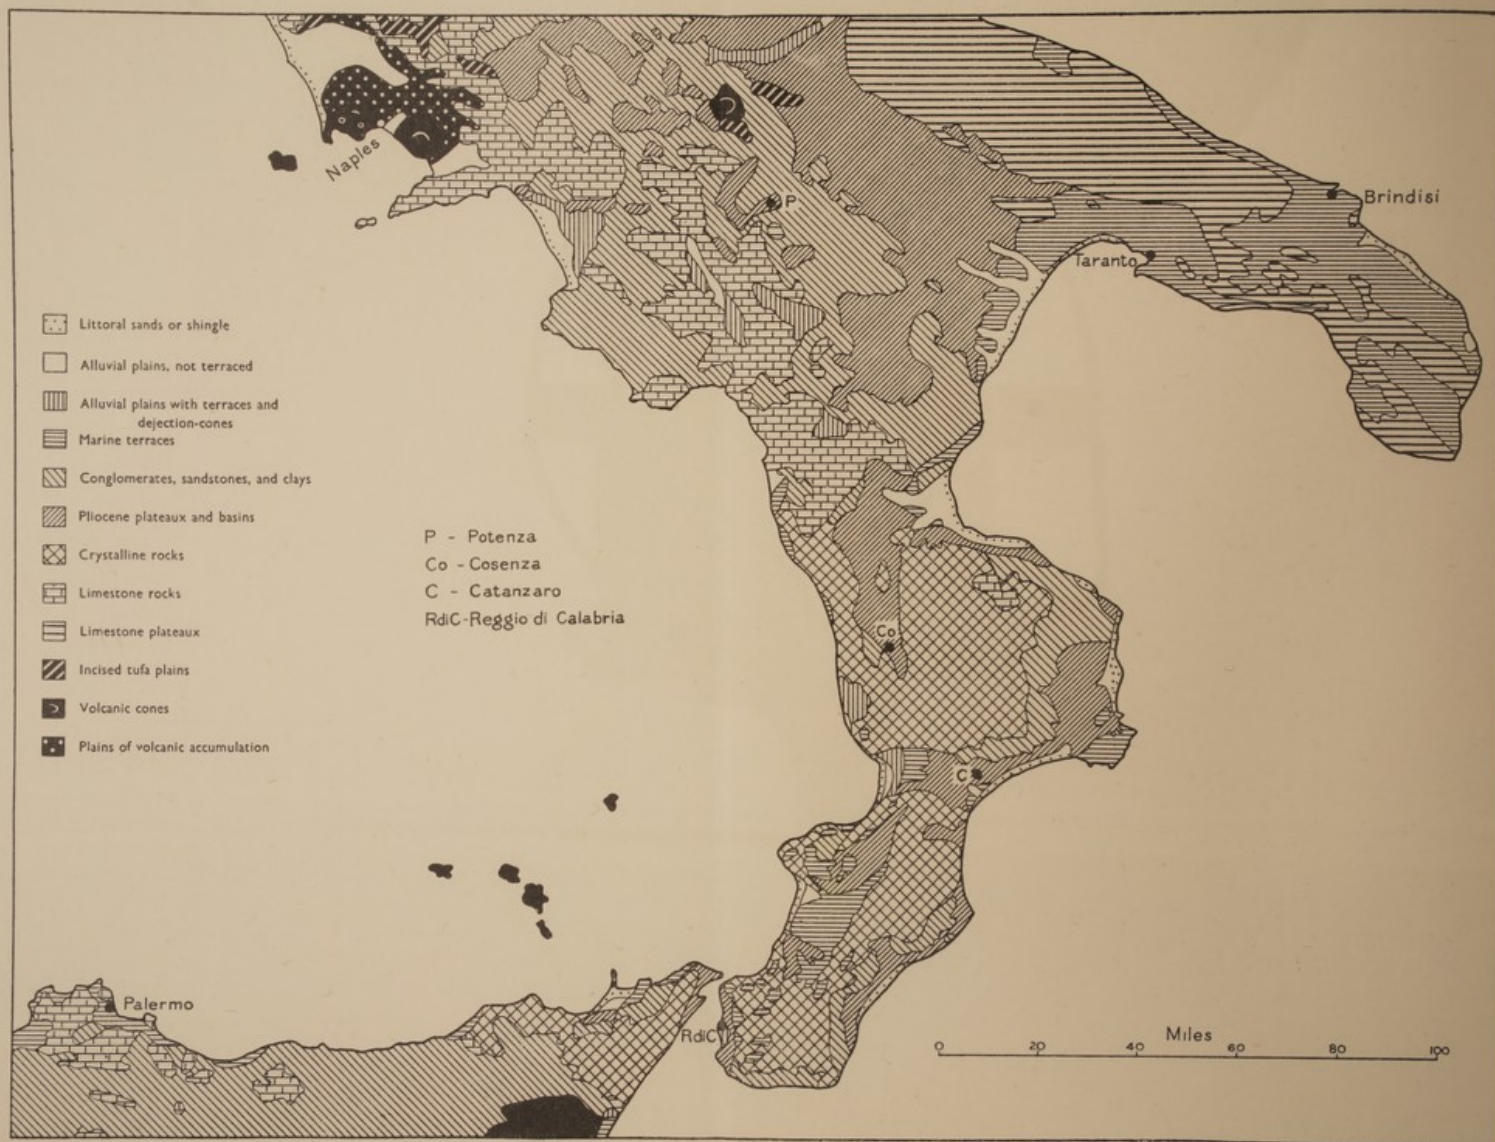 Naples
P
Brindisi
Taranto
Littoral sands or shingle
Alluvial plains, not terraced
Alluvial plains with terraces and
dejection-cones
Marine terraces
Conglomerates, sandstones, and clays
Pliocene plateaux and basins
Crystalline rocks
Limestone rocks
Limestone plateaux
Incised tufa plains
Volcanic cones
Plains of volcanic accumulation
P - Potenza
Co - Cosenza
C - Catanzaro
RdiC-Reggio di Calabria
Co
C
Palermo
RdiC
Miles
0 20 40 60 80 100